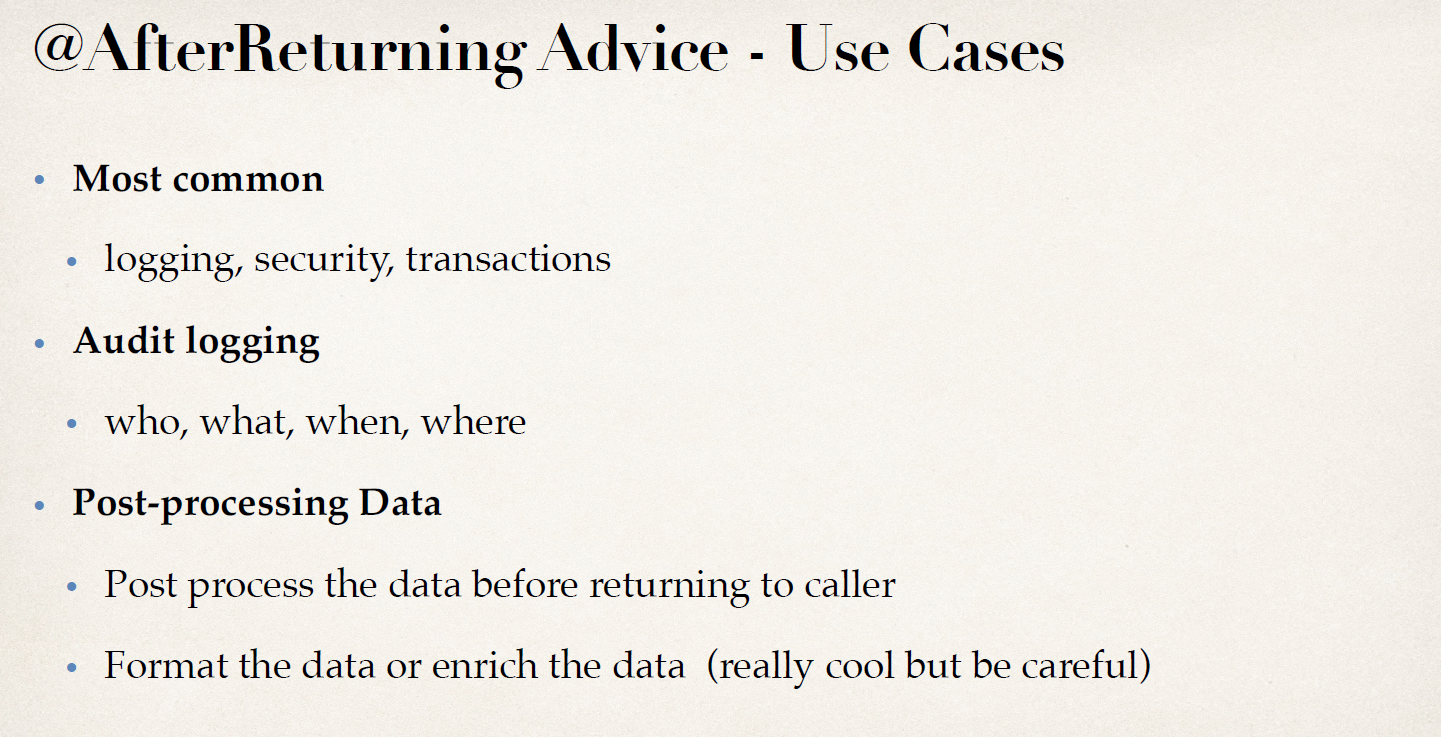 @AfterReturning Advice - Use Cases
• Most common
• logging, security, transactions
• Audit logging
• who, what, when, where
• Post-processing Data
• Post process the data before returning to caller
• Format the data or enrich the data (really cool but be careful)